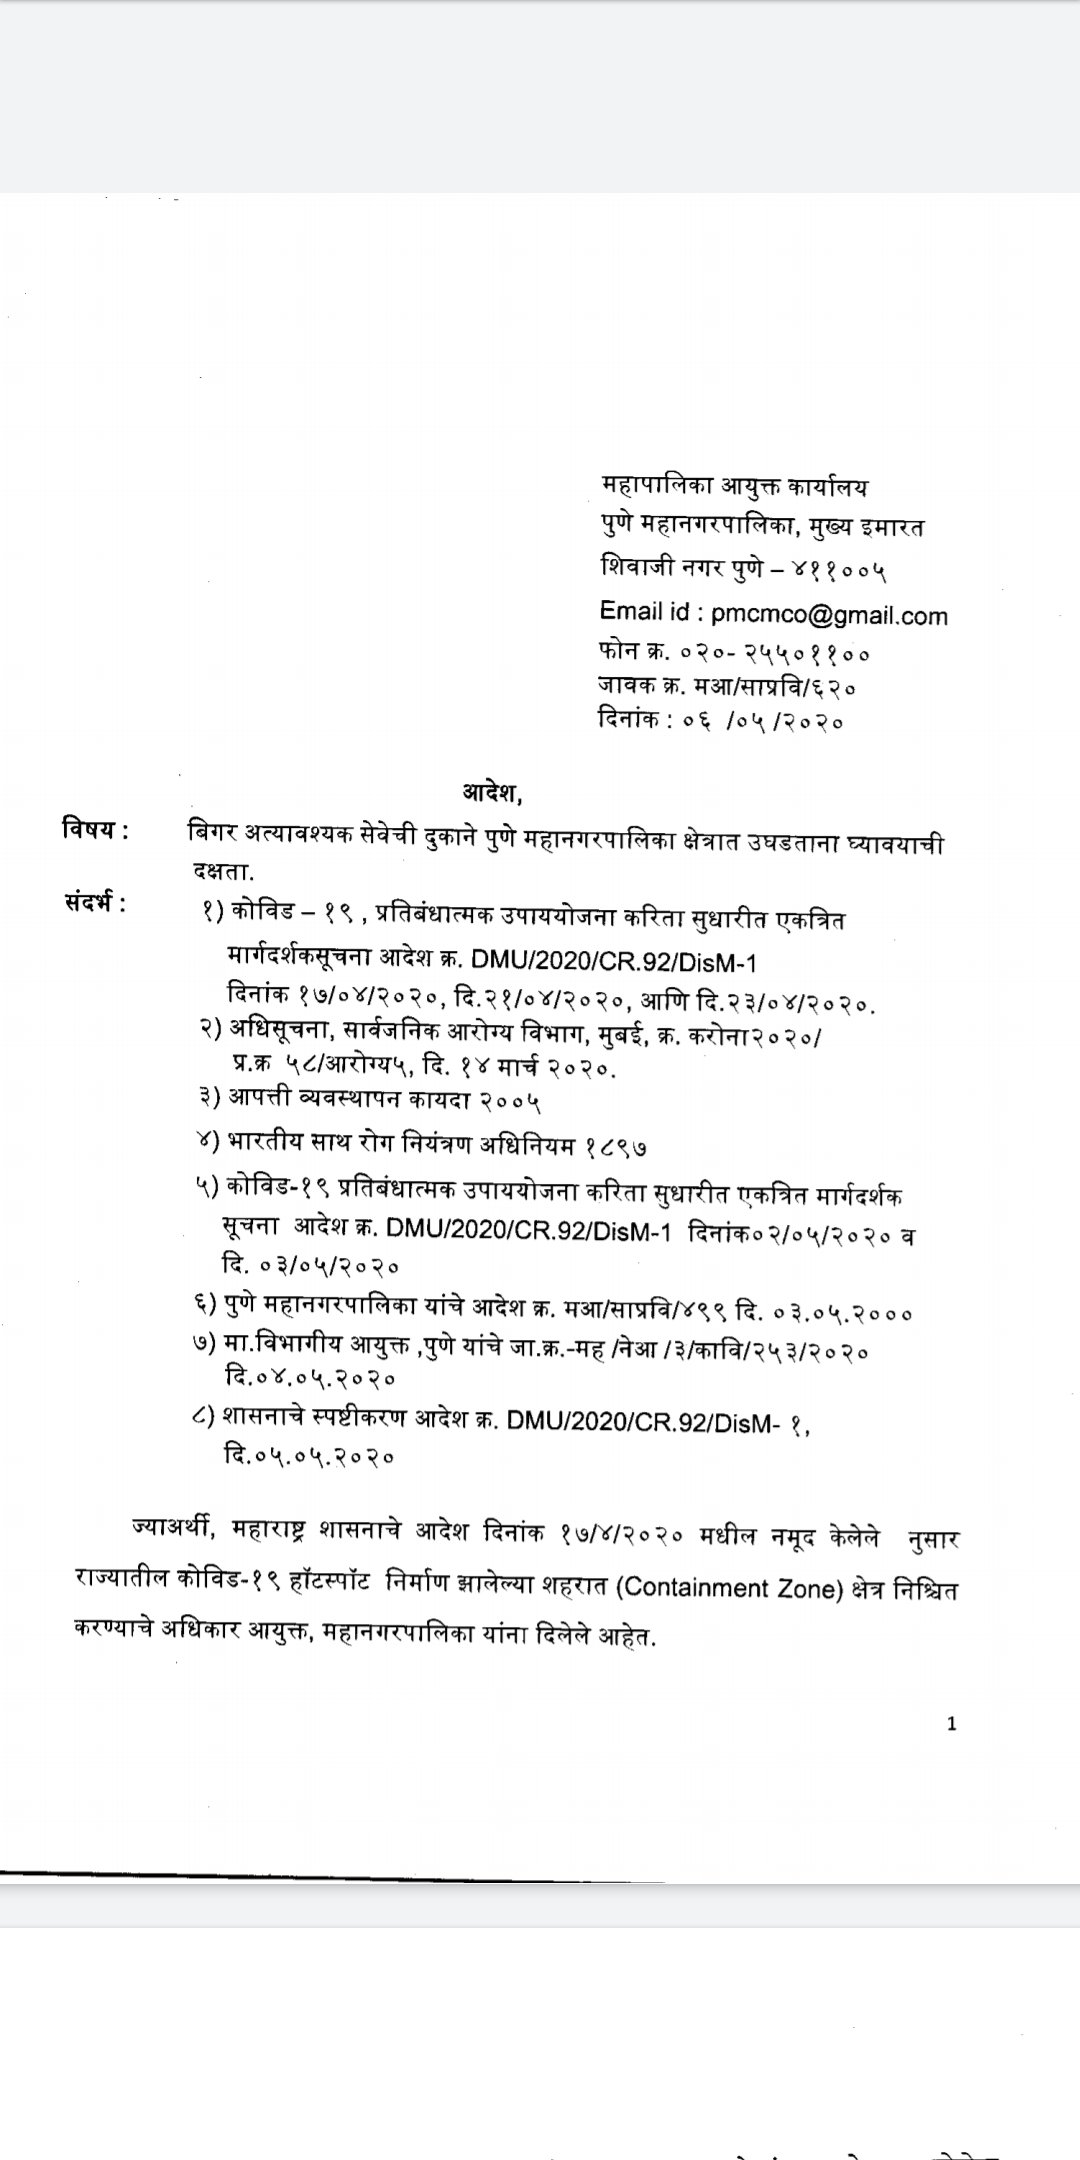 महापालिका आयुक्त कार्यालय
पुणे महानगरपालिका, मुख्य इमारत
शिवाजी नगर पुणे – ४११००५
Email id : pmcmco@gmail.com
फोन क्र. ०२०- २५५०११००
जावक क्र. मआ/साप्रवि/६२०
दिनांक : ०६ /०५ /२०२०
आदेश,
विषय : बिगर अत्यावश्यक सेवेची दुकाने पुणे महानगरपालिका क्षेत्रात उघडताना घ्यावयाची
दक्षता.
संदर्भ : १) कोविड – १९ , प्रतिबंधात्मक उपाययोजना करिता सुधारीत एकत्रित
मार्गदर्शकसूचना आदेश क्र. DMU/2020/CR.92/DisM-1
दिनांक १७/०४/२०२०, दि.२१/०४/२०२०, आणि दि.२३/०४/२०२०.
२) अधिसूचना, सार्वजनिक आरोग्य विभाग, मुबई, क्र. करोना२०२०/
प्र.क्र ५८/आरोग्य५, दि. १४ मार्च २०२०.
३) आपत्ती व्यवस्थापन कायदा २००५
४) भारतीय साथ रोग नियंत्रण अधिनियम १८९७
५) कोविड-१९ प्रतिबंधात्मक उपाययोजना करिता सुधारीत एकत्रित मार्गदर्शक
सूचना आदेश क्र. DMU/2020/CR.92/DisM-1 दिनांक०२/०५/२०२० व
दि. ०३/०५/२०२०
६) पुणे महानगरपालिका यांचे आदेश क्र. मआ/साप्रवि/४९९ दि. ०३.०५.२०००
७) मा.विभागीय आयुक्त ,पुणे यांचे जा.क्र.-मह /नेआ /३/कावि/२५३/२०२०
दि.०४.०५.२०२०
८) शासनाचे स्पष्टीकरण आदेश क्र. DMU/2020/CR.92/DisM- १,
दि.०५.०५.२०२०
ज्याअर्थी, महाराष्ट्र शासनाचे आदेश दिनांक १७/४/२०२० मधील नमूद केलेले नुसार
राज्यातील कोविड-१९ हॉटस्पॉट निर्माण झालेल्या शहरात (Containment Zone) क्षेत्र निश्चित
करण्याचे अधिकार आयुक्त, महानगरपालिका यांना दिलेले आहेत.
1